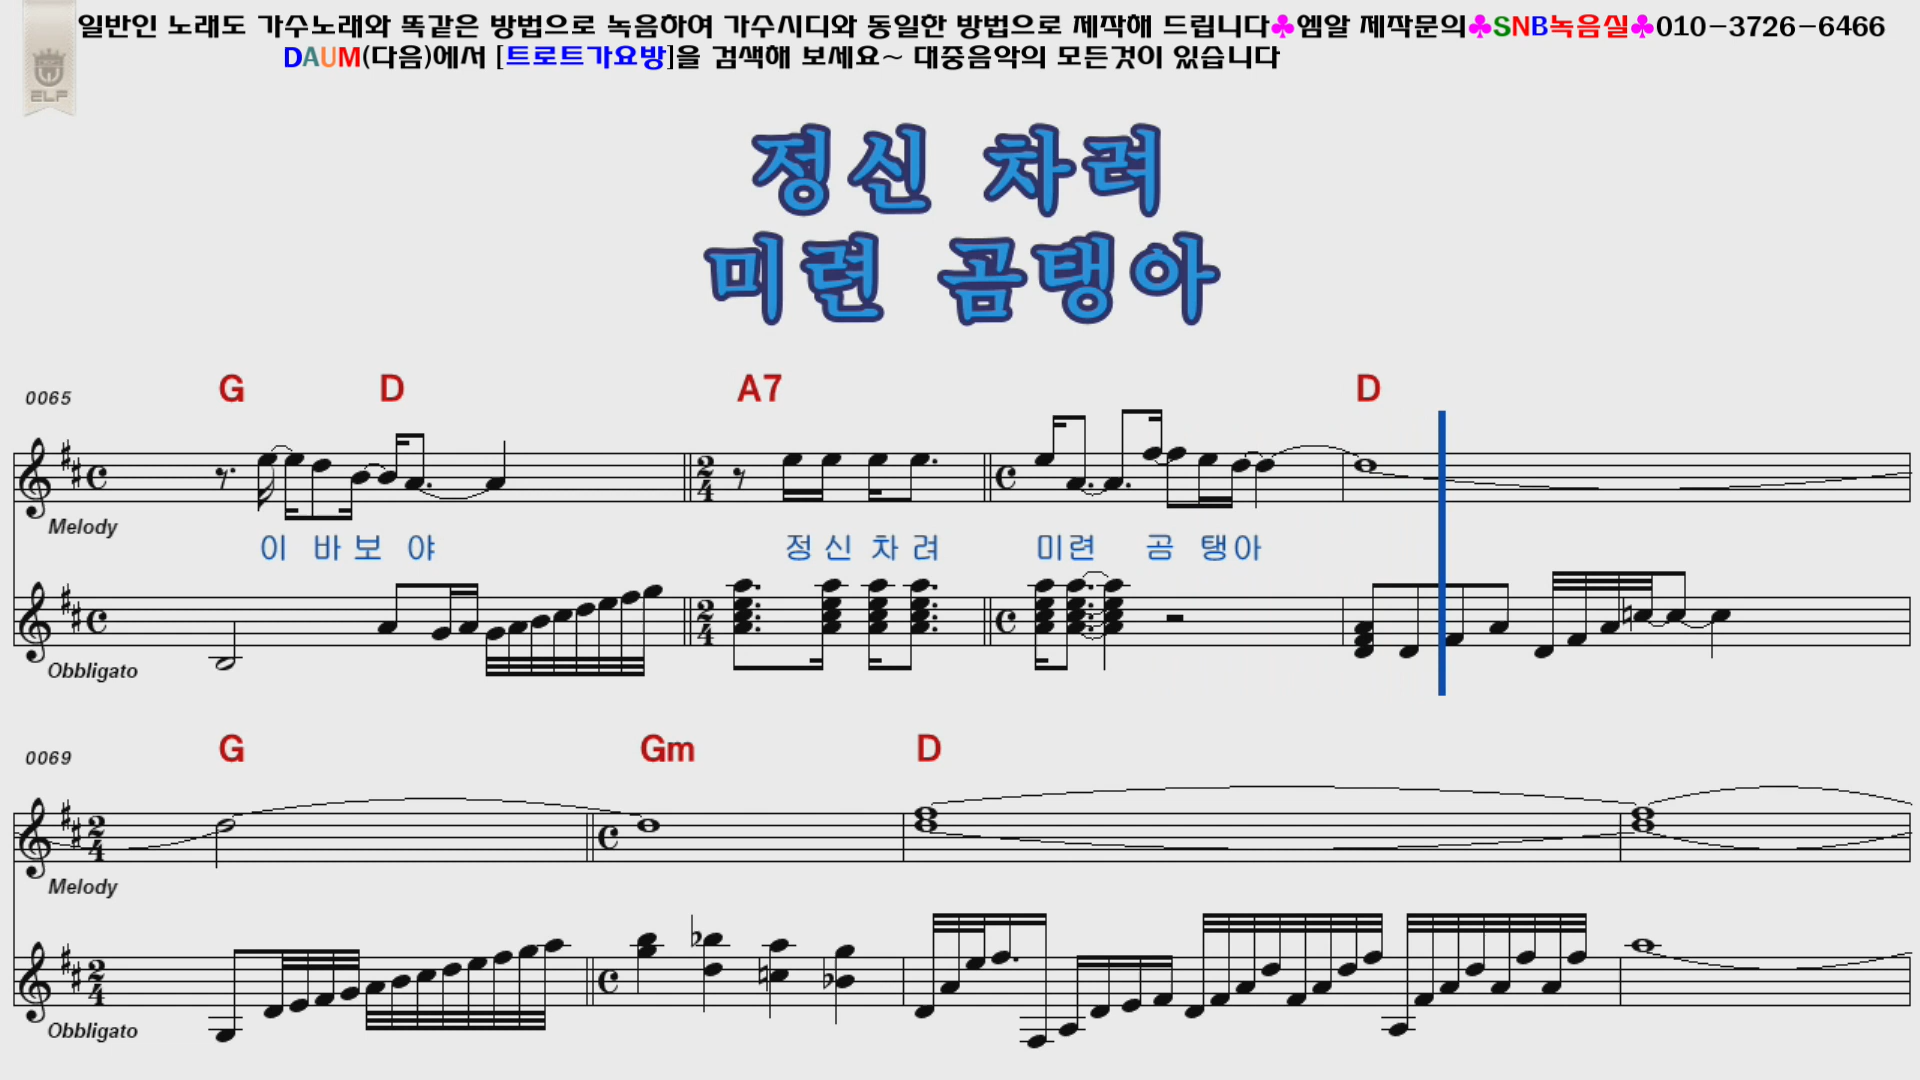 일반인 노래도 가수노래와 똑같은 방법으로 녹음하여 가수시디와 동일한 방법으로 제작해 드립니다♣엠알 제작문의♣SNB녹음실♣010-3726-6466
DAUM(다음)에서 [트로트가요방]을 검색해 보세요~ 대중음악의 모든것이 있습니다
ELF
정신 차려
미련 곰탱아
0065 G D A7 D
Melody
이 바 보 야 정 신 차 려 미 련 곰 탱 아
Obbligato
0069 G Gm D
Melody
Obbligato